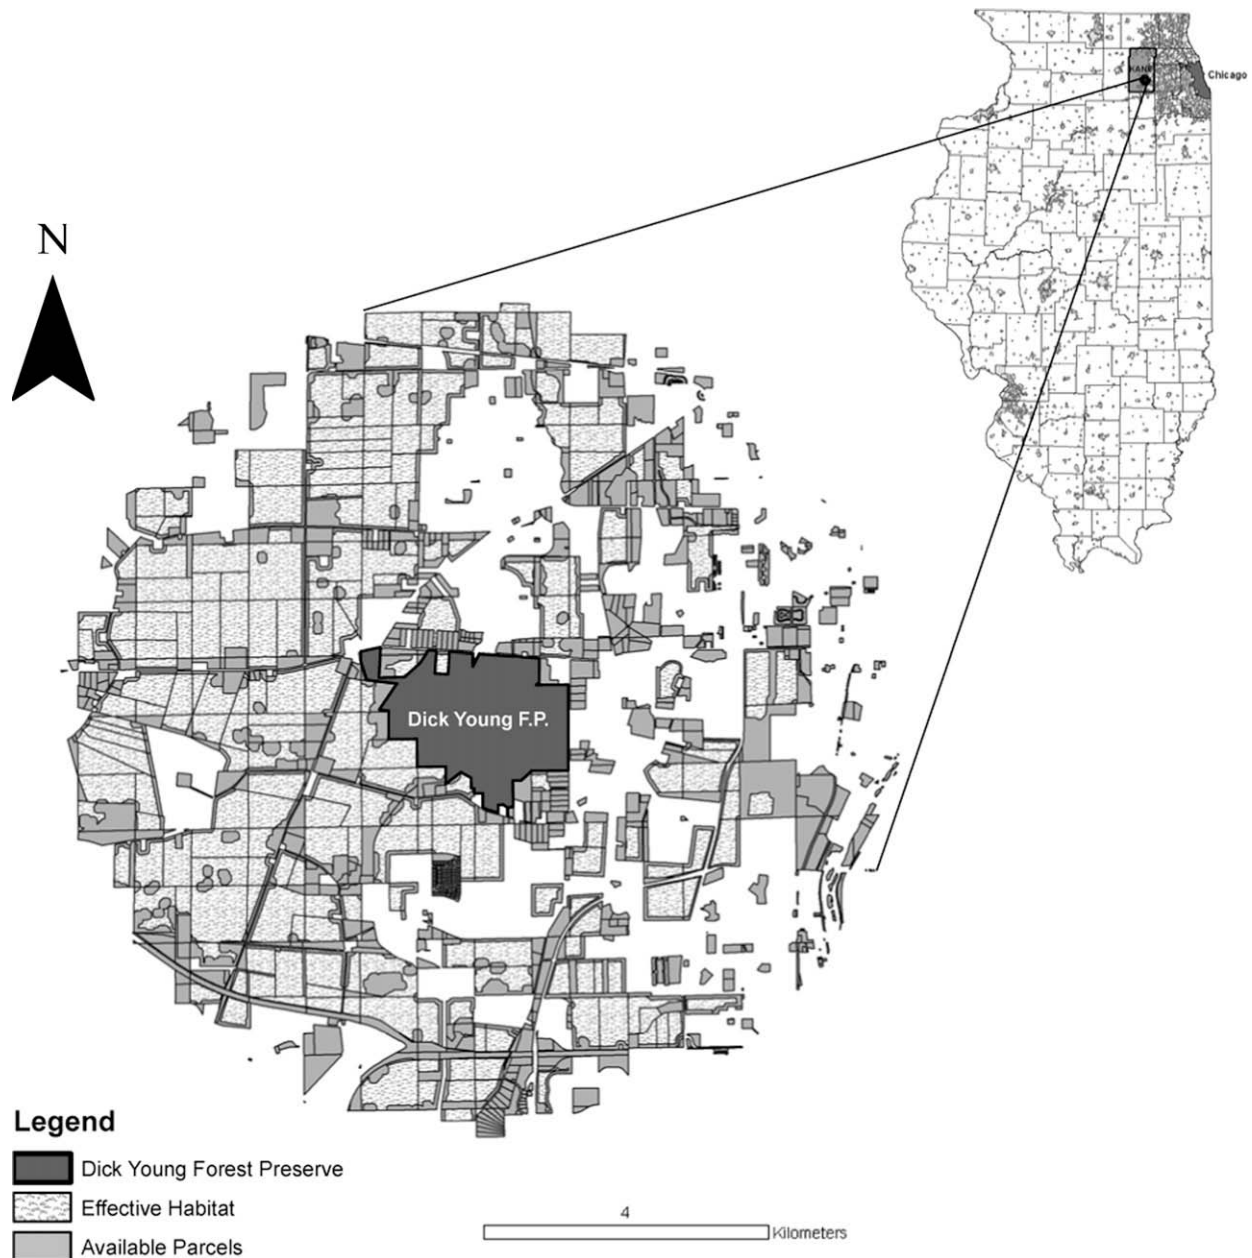 Chicago
N
Dick Young F.P.
Legend
Dick Young Forest Preserve
Effective Habitat
Available Parcels
4
Kilometers